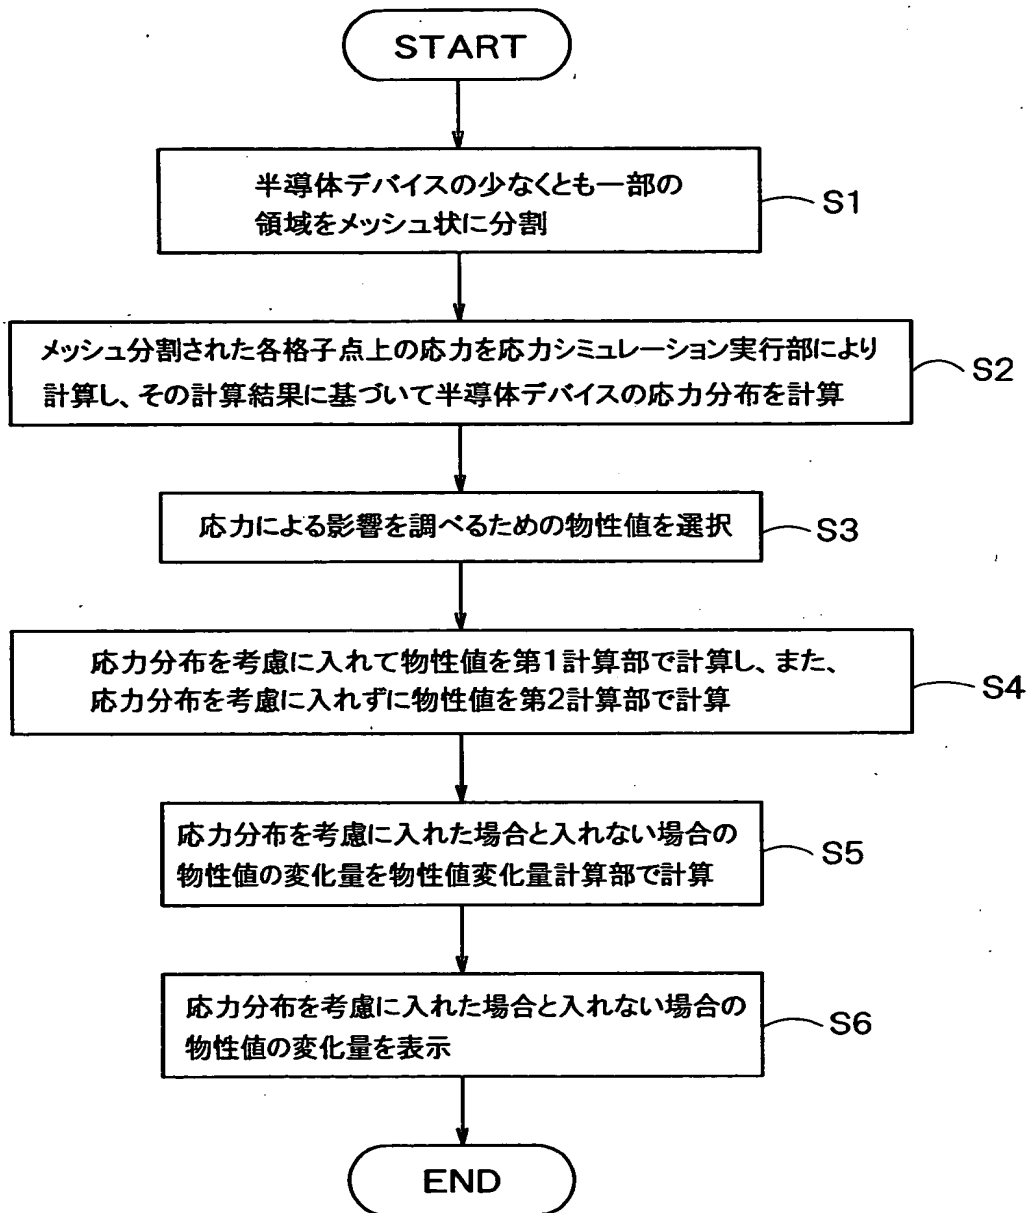 START
半導体デバイスの少なくとも一部の
領域をメッシュ状に分割
S1
メッシュ分割された各格子点上の応力を応力シミュレーション実行部により
計算し、その計算結果に基づいて半導体デバイスの応力分布を計算
S2
応力による影響を調べるための物性値を選択
S3
応力分布を考慮に入れて物性値を第1計算部で計算し、また、
応力分布を考慮に入れずに物性値を第2計算部で計算
S4
応力分布を考慮に入れた場合と入れない場合の
物性値の変化量を物性値変化量計算部で計算
S5
応力分布を考慮に入れた場合と入れない場合の
物性値の変化量を表示
S6
END